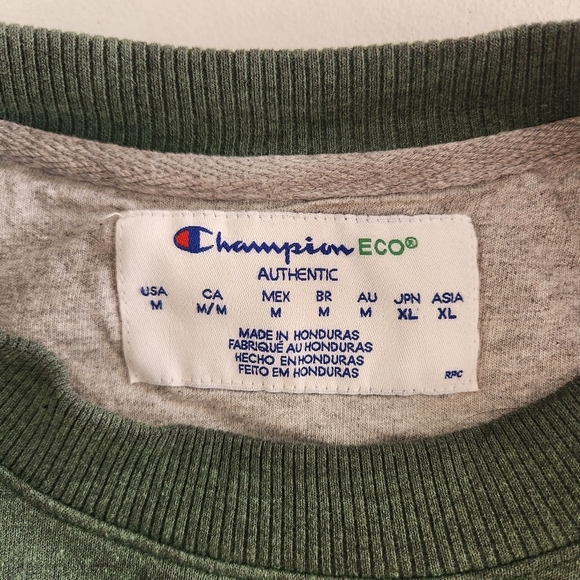 Champion ECO®
AUTHENTIC
USA CA MEX BR AU JPN ASIA
M M/M M M M XL XL
MADE IN HONDURAS
FABRIQUÉ AU HONDURAS
HECHO EN HONDURAS
FEITO EM HONDURAS
RPC